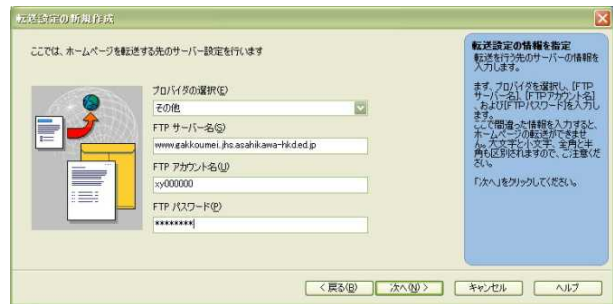 転送設定の新規作成
ここでは、ホームページを転送する先のサーバー設定を行います
プロバイダの選択(E)
その他
FTP サーバー名(S)
www.gakkoumei.jhs.asahikawa-hkd.ed.jp
FTP アカウント名(U)
xy000000
FTP パスワード(P)
********
転送設定の情報を指定
転送を行う先のサーバーの情報を
入力します。
まず、プロバイダを選択し、[FTP
サーバー名]、[FTPアカウント名]
、および[FTPパスワード]を入力し
ます。
ここで間違った情報を入力すると、
ホームページの転送ができませ
ん。大文字と小文字、全角と半
角も区別されますので、ご注意くだ
さい。
「次へ」をクリックしてください。
< 戻る(B)
次へ(N) >
キャンセル
ヘルプ